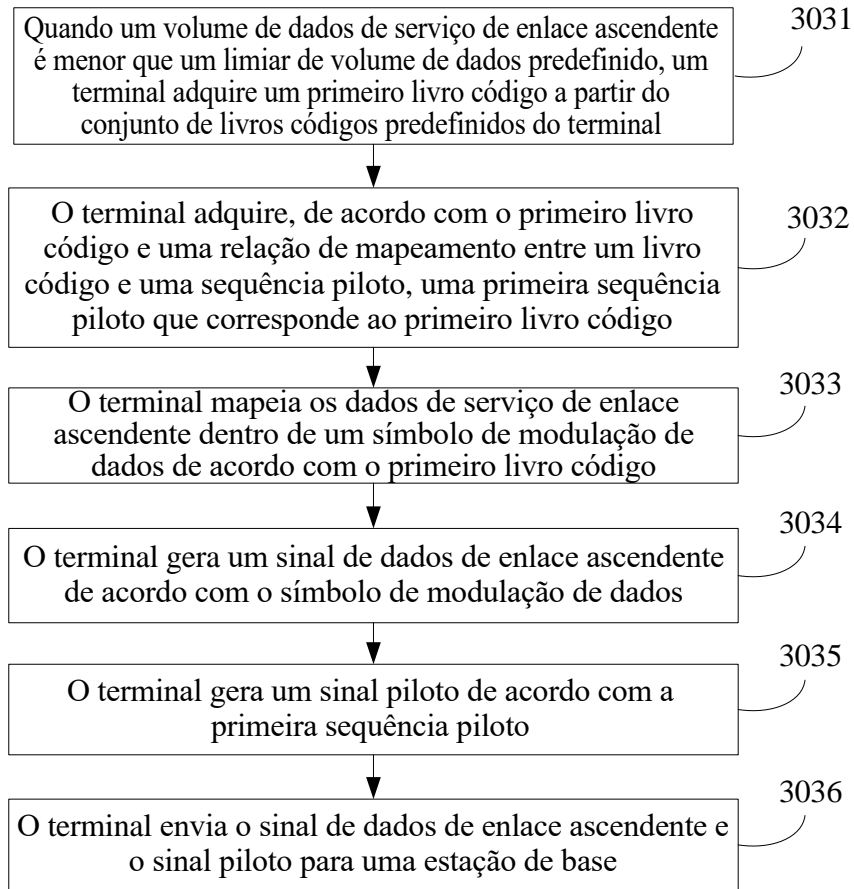 Quando um volume de dados de serviço de enlace ascendente
é menor que um limiar de volume de dados predefinido, um
terminal adquire um primeiro livro código a partir do
conjunto de livros códigos predefinidos do terminal
3031
O terminal adquire, de acordo com o primeiro livro
código e uma relação de mapeamento entre um livro
código e uma sequência piloto, uma primeira sequência
piloto que corresponde ao primeiro livro código
3032
O terminal mapeia os dados de serviço de enlace
ascendente dentro de um símbolo de modulação de
dados de acordo com o primeiro livro código
3033
O terminal gera um sinal de dados de enlace ascendente
de acordo com o símbolo de modulação de dados
3034
O terminal gera um sinal piloto de acordo com a
primeira sequência piloto
3035
O terminal envia o sinal de dados de enlace ascendente e
o sinal piloto para uma estação de base
3036